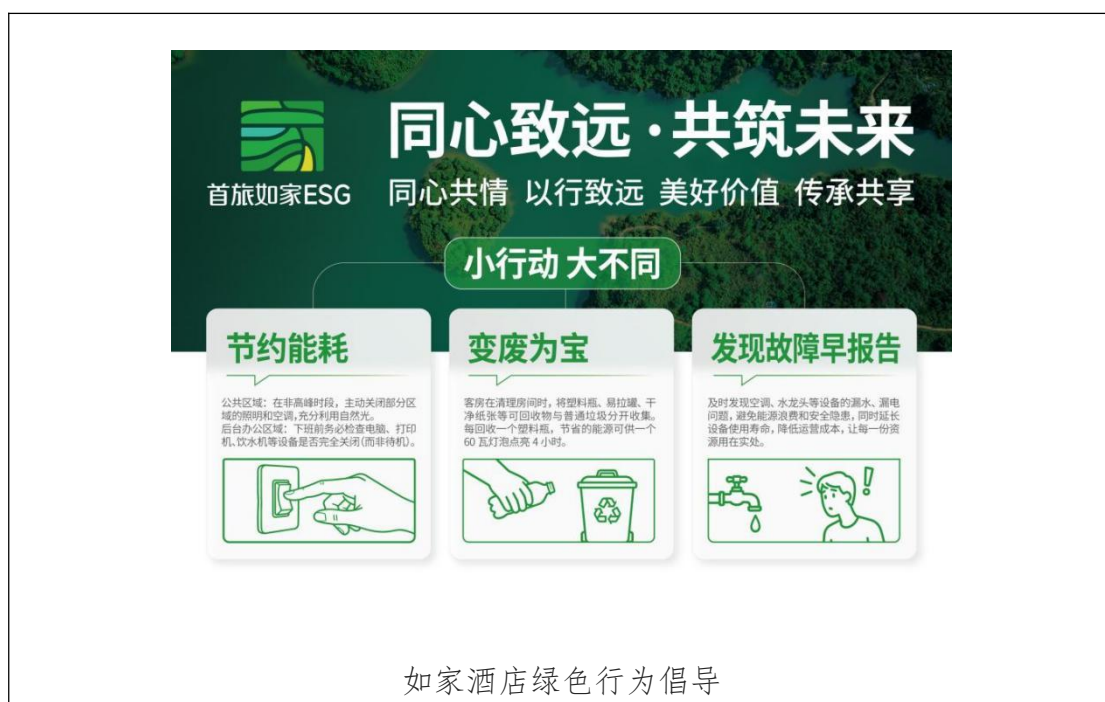 首旅如家ESG
同心致远·共筑未来
同心共情 以行致远 美好价值 传承共享
小行动 大不同
节约能耗
公共区域：在非高峰时段，主动关闭部分区
域的照明和空调，充分利用自然光。
后台办公区域：下班前务必检查电脑、打印
机、饮水机等设备是否完全关闭（而非待机）。
变废为宝
客房在清理房间时，将塑料瓶、易拉罐、干
净纸张等可回收物与普通垃圾分开收集。
每回收一个塑料瓶，节省的能源可供一个
60 瓦灯泡点亮 4 小时。
发现故障早报告
及时发现空调、水龙头等设备的漏水、漏电
问题，避免能源浪费和安全隐患，同时延长
设备使用寿命，降低运营成本，让每一份资
源用在实处。
如家酒店绿色行为倡导